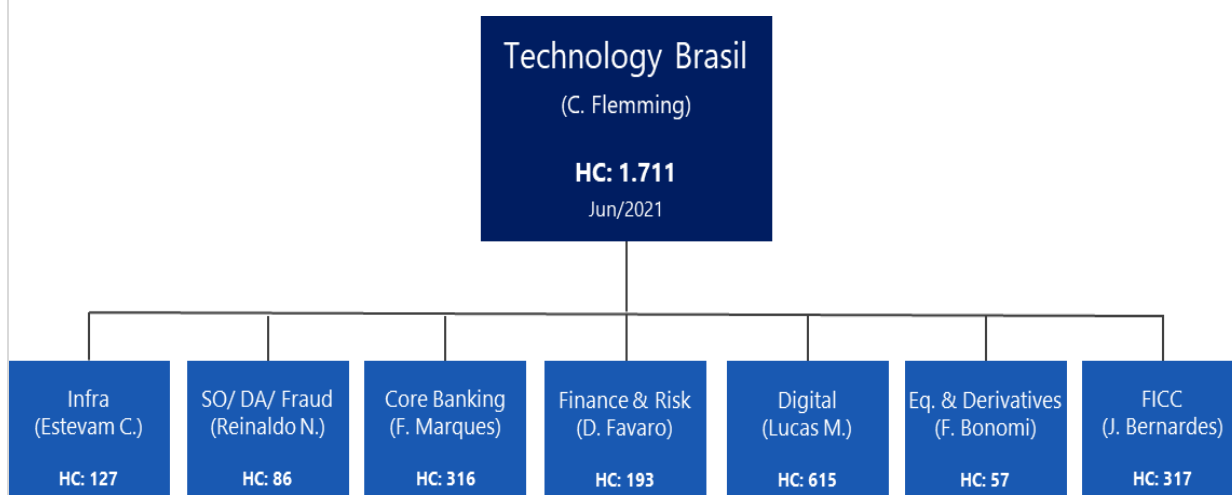 Technology Brasil
(C. Flemming)
HC: 1.711
Jun/2021
Infra
(Estevam C.)
HC: 127
SO/ DA/ Fraud
(Reinaldo N.)
HC: 86
Core Banking
(F. Marques)
HC: 316
Finance & Risk
(D. Favaro)
HC: 193
Digital
(Lucas M.)
HC: 615
Eq. & Derivatives
(F. Bonomi)
HC: 57
FICC
(J. Bernardes)
HC: 317